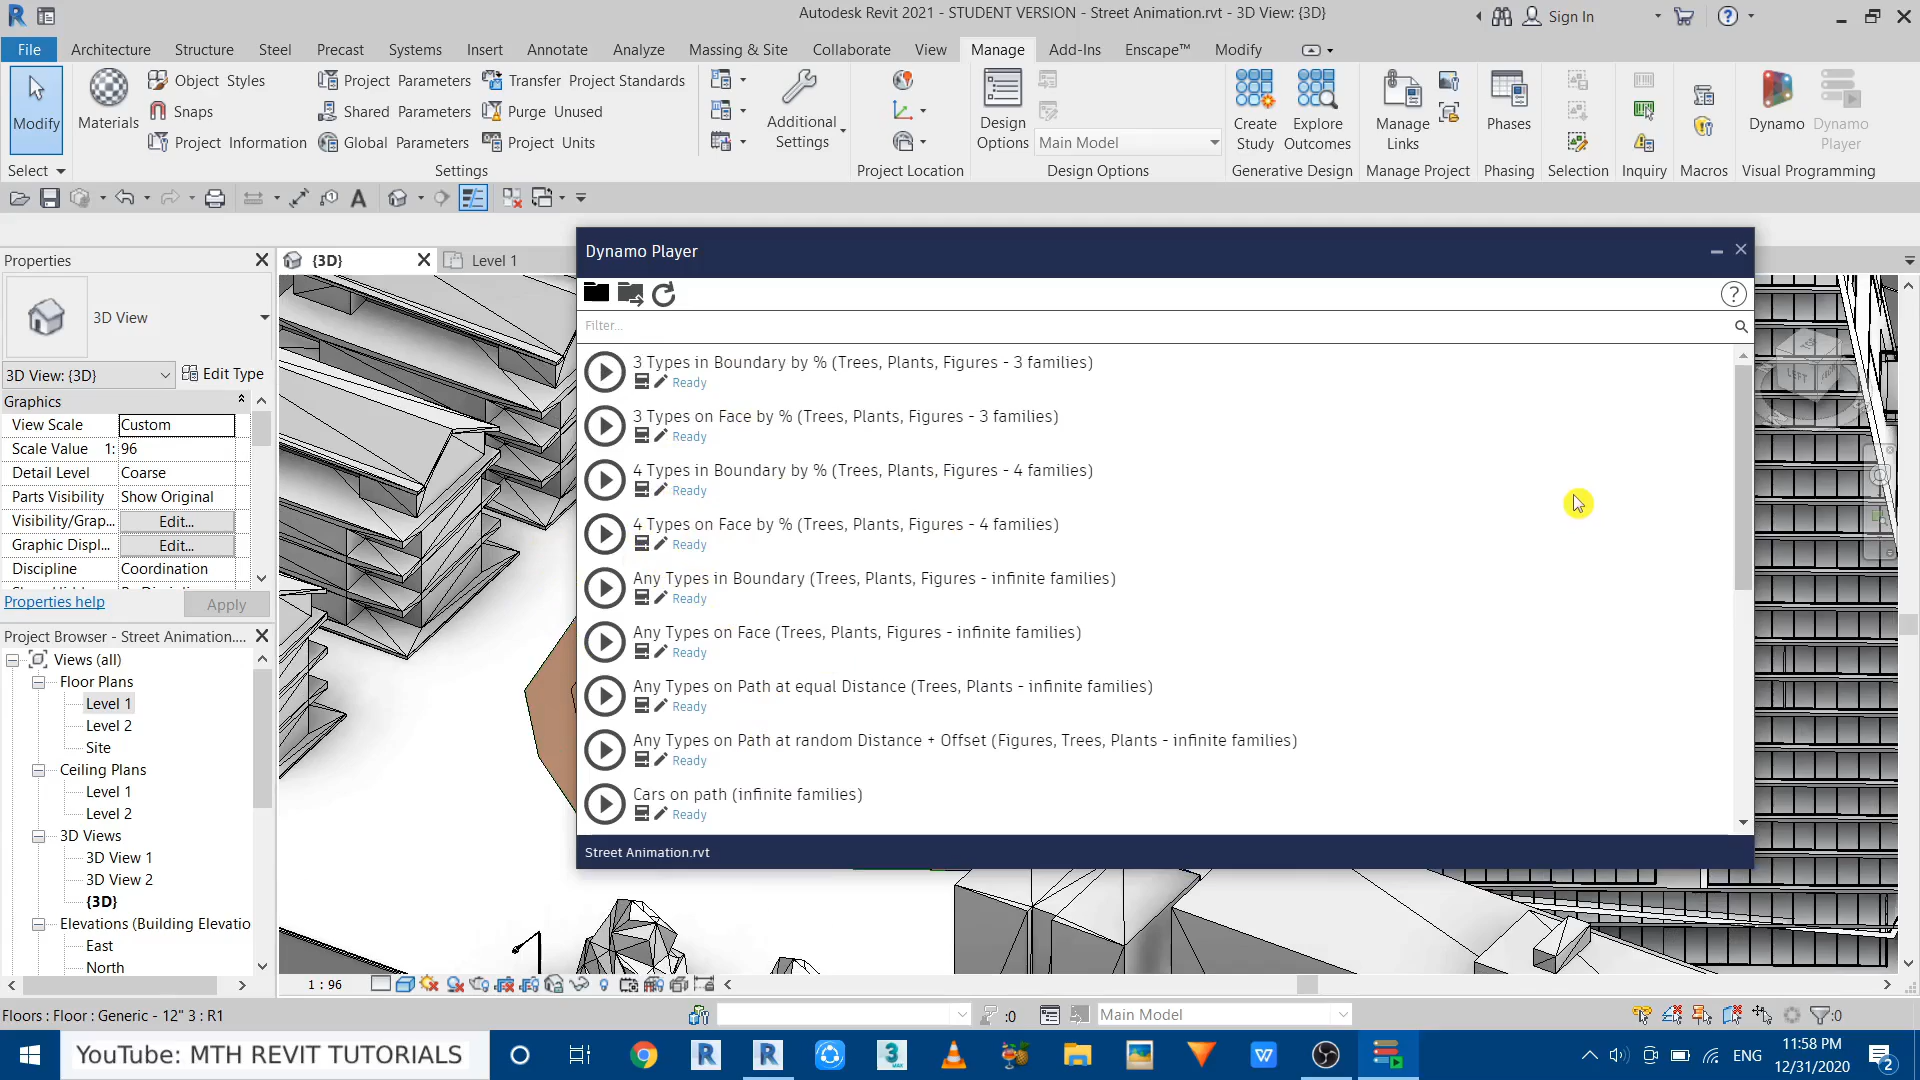 Autodesk Revit 2021 - STUDENT VERSION - Street Animation.rvt - 3D View: {3D}
Sign In
File Architecture Structure Steel Precast Systems Insert Annotate Analyze Massing & Site Collaborate View Manage Add-Ins Enscape™ Modify
Modify
Materials
Object Styles
Snaps
Project Information
Project Parameters
Shared Parameters
Global Parameters
Transfer Project Standards
Purge Unused
Project Units
Additional Settings
Design Options
Main Model
Create Study
Explore Outcomes
Manage Links
Phases
Dynamo
Dynamo Player
Select
Settings
Project Location
Design Options
Generative Design
Manage Project
Phasing
Selection
Inquiry
Macros
Visual Programming
Properties
3D View
3D View: {3D}
Edit Type
Graphics
View Scale Custom
Scale Value 1: 96
Detail Level Coarse
Parts Visibility Show Original
Visibility/Grap... Edit...
Graphic Displ... Edit...
Discipline Coordination
Properties help
Apply
Project Browser - Street Animation....
Views (all)
Floor Plans
Level 1
Level 2
Site
Ceiling Plans
Level 1
Level 2
3D Views
3D View 1
3D View 2
{3D}
Elevations (Building Elevatio
East
North
{3D}
Level 1
Dynamo Player
Filter...
3 Types in Boundary by % (Trees, Plants, Figures - 3 families)
Ready
3 Types on Face by % (Trees, Plants, Figures - 3 families)
Ready
4 Types in Boundary by % (Trees, Plants, Figures - 4 families)
Ready
4 Types on Face by % (Trees, Plants, Figures - 4 families)
Ready
Any Types in Boundary (Trees, Plants, Figures - infinite families)
Ready
Any Types on Face (Trees, Plants, Figures - infinite families)
Ready
Any Types on Path at equal Distance (Trees, Plants - infinite families)
Ready
Any Types on Path at random Distance + Offset (Figures, Trees, Plants - infinite families)
Ready
Cars on path (infinite families)
Ready
Street Animation.rvt
LEFT
1 : 96
Floors : Floor : Generic - 12" 3 : R1
:0
Main Model
:0
YouTube: MTH REVIT TUTORIALS
ENG
11:58 PM
12/31/2020
2